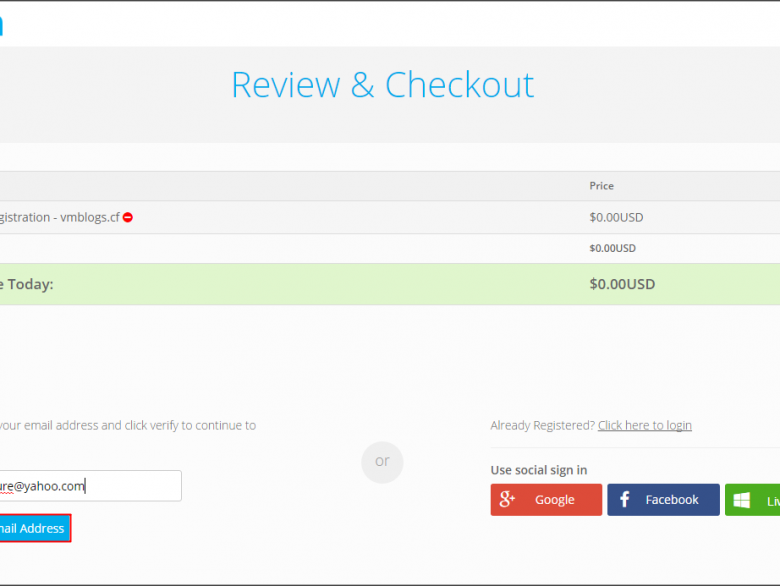 Review & Checkout
Price
gistration - vmblogs.cf
$0.00USD
$0.00USD
e Today:
$0.00USD
your email address and click verify to continue to
Already Registered? Click here to login
or
Use social sign in
ure@yahoo.com
Google
Facebook
Liv
nail Address